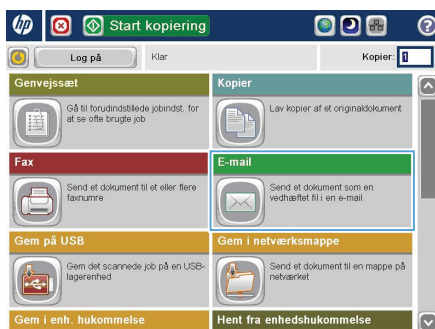 hp
Start kopiering
?
Log på
Klar
Kopier: 1
Genvejssæt
Gå til forudindstillede jobindst. for
at se ofte brugte job
Kopier
Lav kopier af et originaldokument
Fax
Send et dokument til et eller flere
faxnumre
E-mail
Send et dokument som en
vedhæftet fil i en e-mail
Gem på USB
Gem det scannede job på en USB-
lagerenhed
Gem i netværksmappe
Send et dokument til en mappe på
netværket
Gem i enh. hukommelse
Hent fra enhedshukommelse